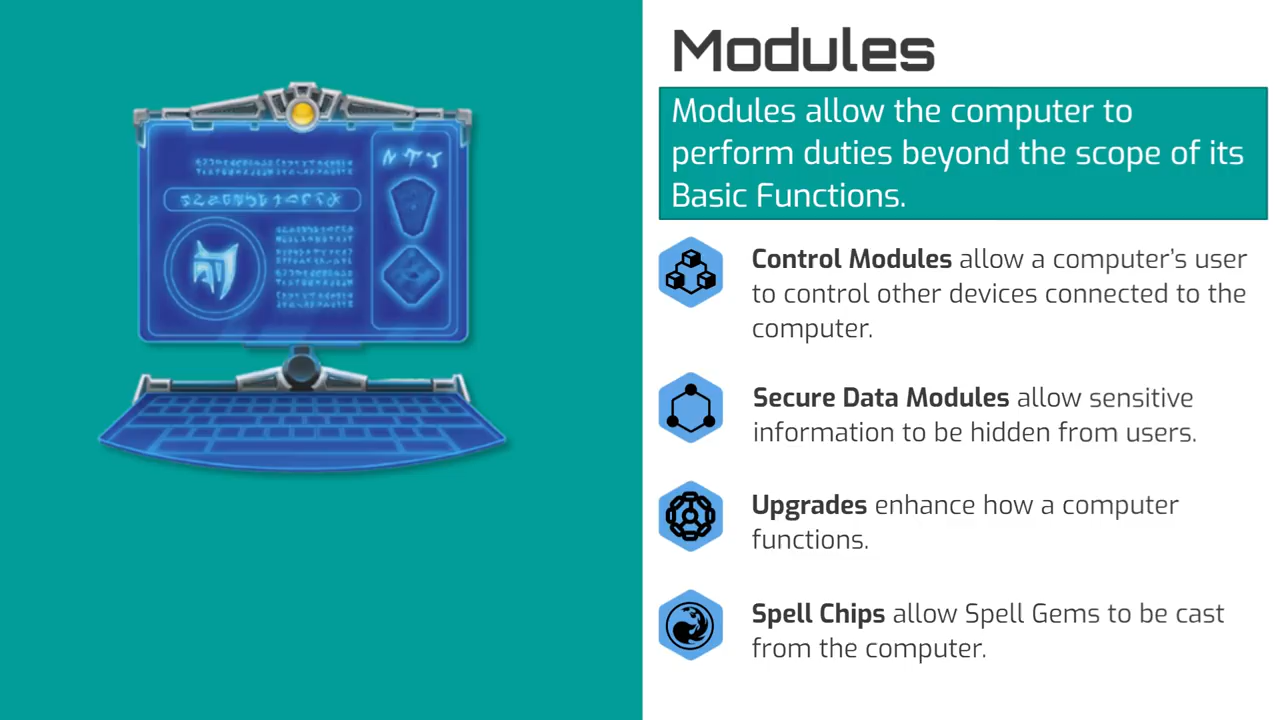 Modules
Modules allow the computer to
perform duties beyond the scope of its
Basic Functions.
Control Modules allow a computer's user
to control other devices connected to the
computer.
Secure Data Modules allow sensitive
information to be hidden from users.
Upgrades enhance how a computer
functions.
Spell Chips allow Spell Gems to be cast
from the computer.